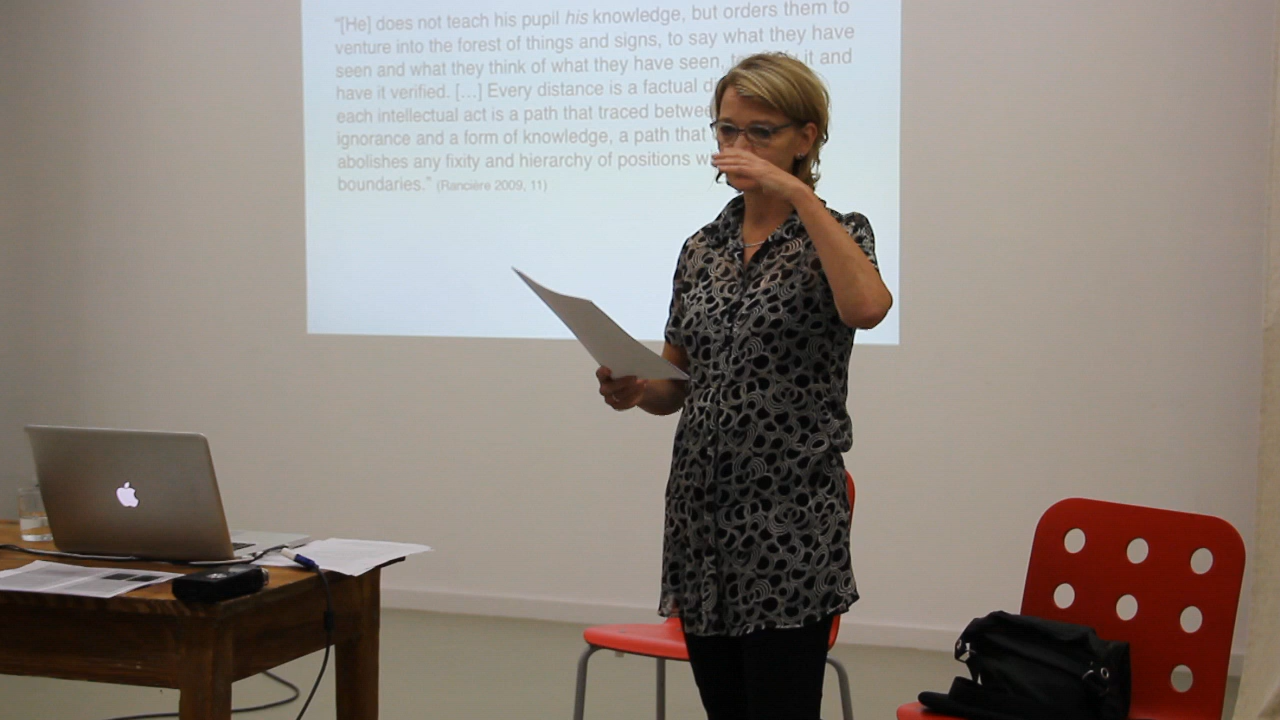 “[He] does not teach his pupil his knowledge, but orders them to
venture into the forest of things and signs, to say what they have
seen and what they think of what they have seen, it and
have it verified. […] Every distance is a factual
each intellectual act is a path that traced
ignorance and a form of knowledge, a path that
abolishes any fixity and hierarchy of positions
boundaries.” (Rancière 2009, 11)